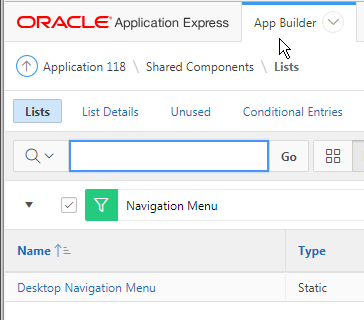 ORACLE Application Express App Builder
Application 118 \ Shared Components \ Lists
Lists List Details Unused Conditional Entries
Go
Navigation Menu
Name Type
Desktop Navigation Menu Static